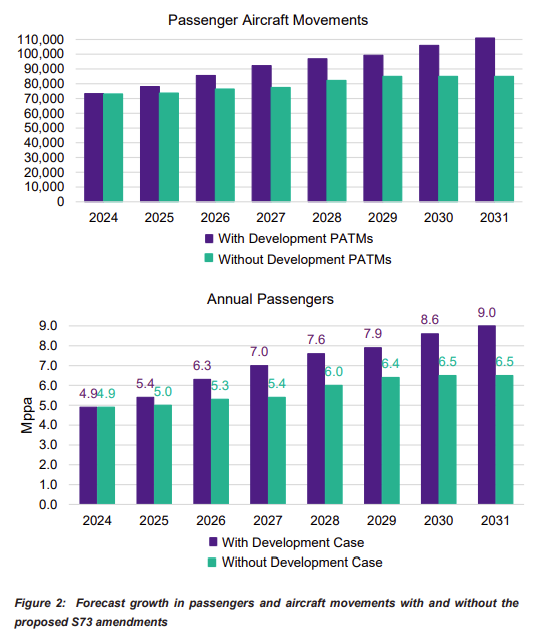 Passenger Aircraft Movements
110,000
100,000
90,000
80,000
70,000
60,000
50,000
40,000
30,000
20,000
10,000
0
2024 2025 2026 2027 2028 2029 2030 2031
With Development PATMs
Without Development PATMs
Annual Passengers
Mppa
9.0
8.0
7.0
6.0
5.0
4.0
3.0
2.0
1.0
0.0
4.9 4.9 5.4 5.0 6.3 5.3 7.0 5.4 7.6 6.0 7.9 6.4 8.6 6.5 9.0 6.5
2024 2025 2026 2027 2028 2029 2030 2031
With Development Case
Without Development Case
Figure 2: Forecast growth in passengers and aircraft movements with and without the
proposed S73 amendments